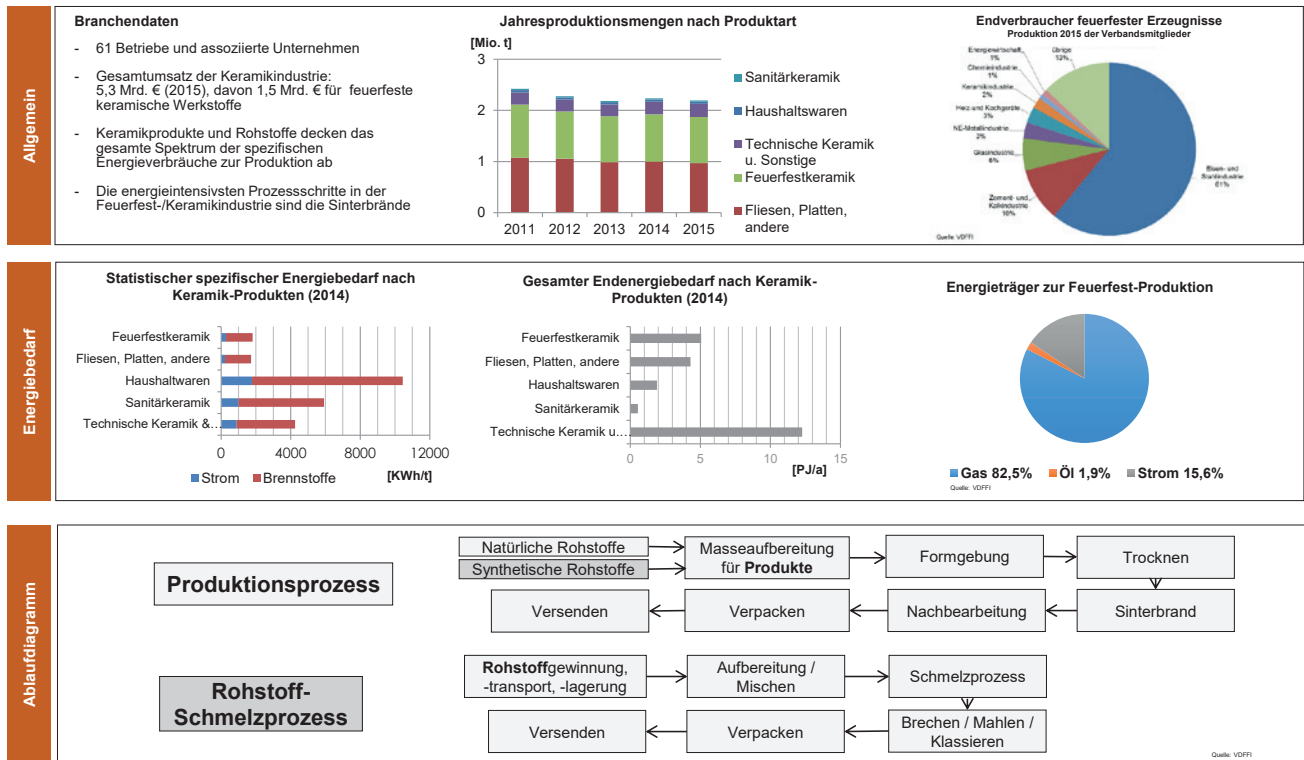 Allgemein
Branchendaten
- 61 Betriebe und assoziierte Unternehmen
- Gesamtumsatz der Keramikindustrie:
5,3 Mrd. € (2015), davon 1,5 Mrd. € für feuerfeste
keramische Werkstoffe
- Keramikprodukte und Rohstoffe decken das
gesamte Spektrum der spezifischen
Energieverbräuche zur Produktion ab
- Die energieintensivsten Prozessschritte in der
Feuerfest-/Keramikindustrie sind die Sinterbrände
Jahresproduktionsmengen nach Produktart
[Mio. t]
3
2
1
0
2011 2012 2013 2014 2015
Sanitärkeramik
Haushaltswaren
Technische Keramik
u. Sonstige
Feuerfestkeramik
Fliesen, Platten,
andere
Endverbraucher feuerfester Erzeugnisse
Produktion 2015 der Verbandsmitglieder
Energiewirtschaft
1%
Chemieindustrie
1%
Keramikindustrie
2%
Heiz-und Kochgeräte
3%
NE-Metallindustrie
3%
Glasindustrie
6%
Zement- und
Kalkindustrie
10%
Eisen- und
Stahlindustrie
61%
übrige
13%
Quelle: VDFFI
Energiebedarf
Statistischer spezifischer Energiebedarf nach
Keramik-Produkten (2014)
Feuerfestkeramik
Fliesen, Platten, andere
Haushaltwaren
Sanitärkeramik
Technische Keramik &…
0 4000 8000 12000
Strom Brennstoffe [KWh/t]
Gesamter Endenergiebedarf nach Keramik-
Produkten (2014)
Feuerfestkeramik
Fliesen, Platten, andere
Haushaltswaren
Sanitärkeramik
Technische Keramik u…
0 5 10 15
[PJ/a]
Energieträger zur Feuerfest-Produktion
Gas 82,5% Öl 1,9% Strom 15,6%
Quelle: VDFFI
Ablaufdiagramm
Produktionsprozess
Natürliche Rohstoffe
Synthetische Rohstoffe
Masseaufbereitung
für Produkte
Formgebung
Trocknen
Sinterbrand
Nachbearbeitung
Verpacken
Versenden
Rohstoff-
Schmelzprozess
Rohstoffgewinnung,
-transport, -lagerung
Aufbereitung /
Mischen
Schmelzprozess
Brechen / Mahlen /
Klassieren
Verpacken
Versenden
Quelle: VDFFI